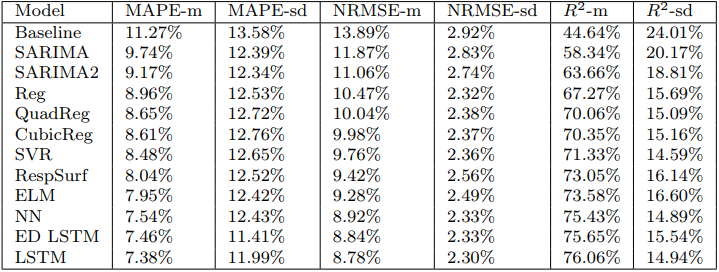 Model MAPE-m MAPE-sd NRMSE-m NRMSE-sd R²-m R²-sd
Baseline 11.27% 13.58% 13.89% 2.92% 44.64% 24.01%
SARIMA 9.74% 12.39% 11.87% 2.83% 58.34% 20.17%
SARIMA2 9.17% 12.34% 11.06% 2.74% 63.66% 18.81%
Reg 8.96% 12.53% 10.47% 2.32% 67.27% 15.69%
QuadReg 8.65% 12.72% 10.04% 2.38% 70.06% 15.09%
CubicReg 8.61% 12.76% 9.98% 2.37% 70.35% 15.16%
SVR 8.48% 12.65% 9.76% 2.36% 71.33% 14.59%
RespSurf 8.04% 12.52% 9.42% 2.56% 73.05% 16.14%
ELM 7.95% 12.42% 9.28% 2.49% 73.58% 16.60%
NN 7.54% 12.43% 8.92% 2.33% 75.43% 14.89%
ED LSTM 7.46% 11.41% 8.84% 2.33% 75.65% 15.54%
LSTM 7.38% 11.99% 8.78% 2.30% 76.06% 14.94%